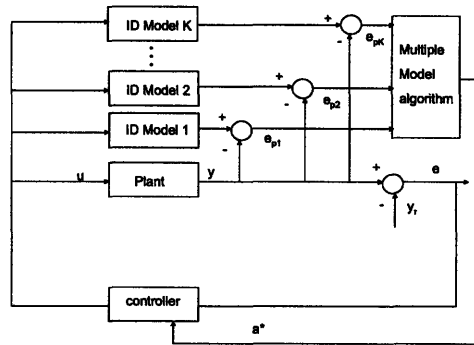 ID Model K
+
-
e_pK
Multiple
Model
algorithm
ID Model 2
+
-
e_p2
ID Model 1
+
-
e_p1
u
Plant
y
+
-
e
y_r
controller
a*